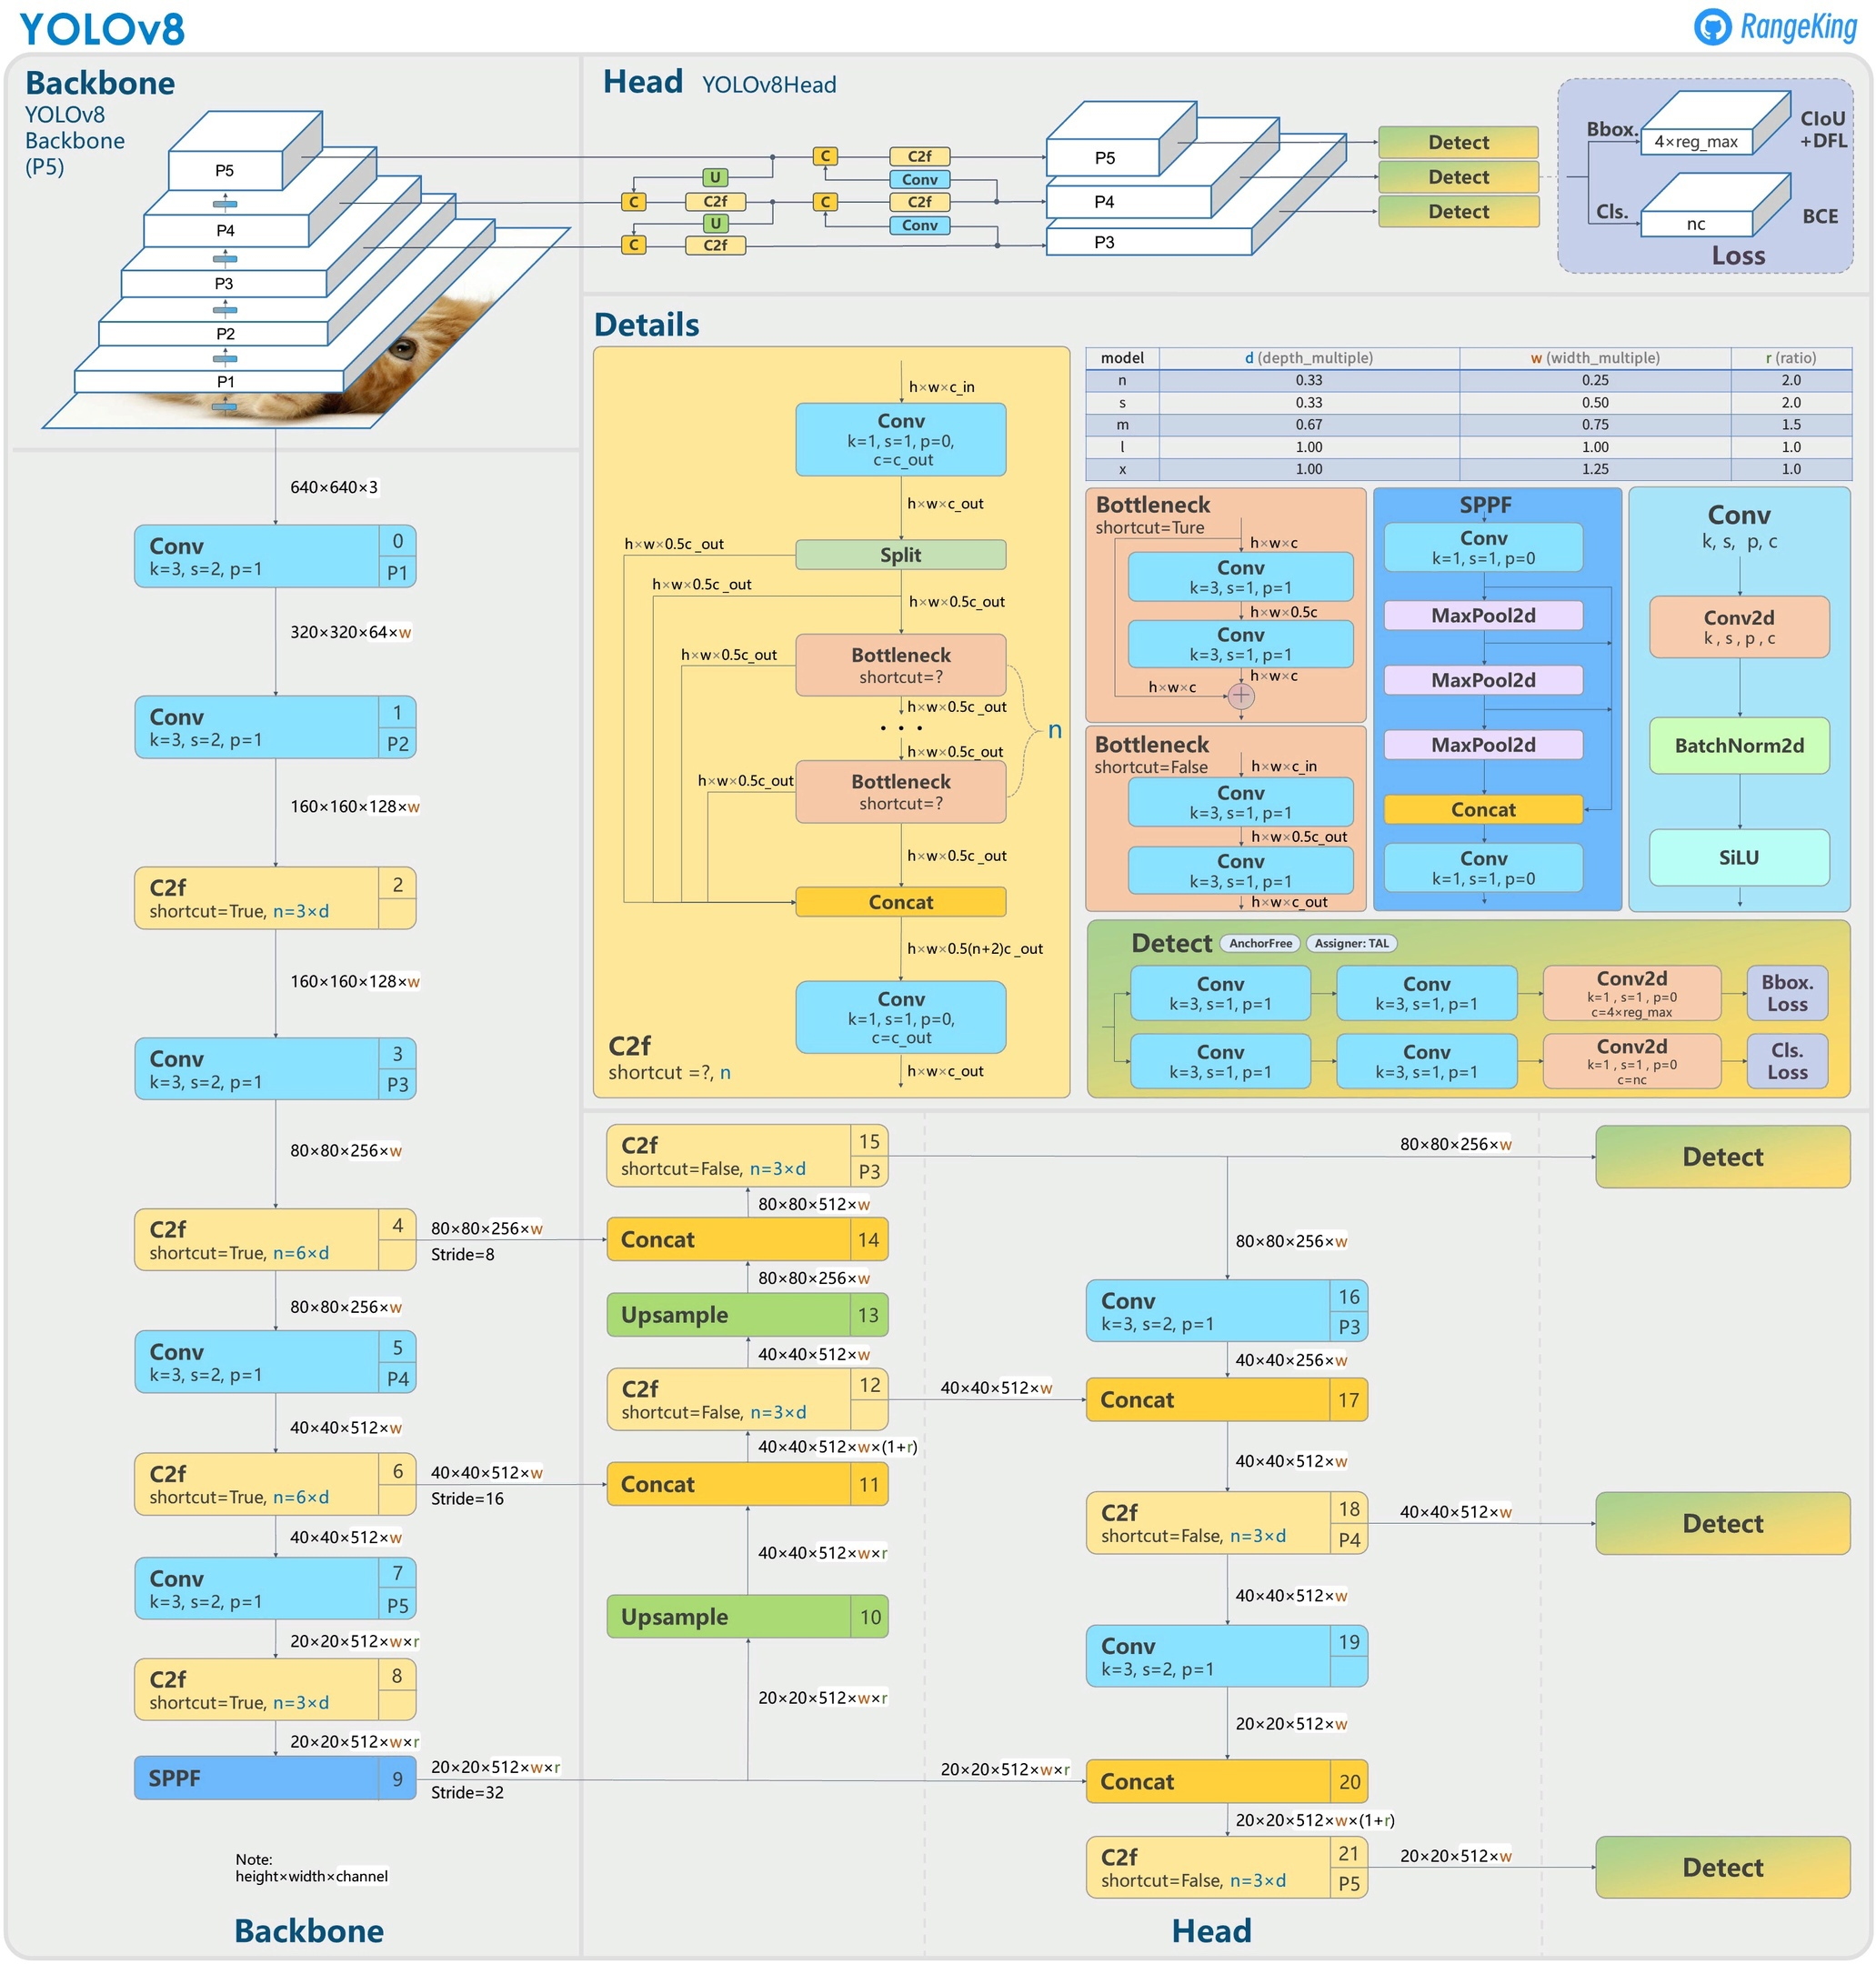 YOLOv8
RangeKing
Backbone
YOLOv8
Backbone
(P5)
P5
P4
P3
P2
P1
Head YOLOv8Head
C
C2f
U
Conv
C
C2f
C
C2f
U
Conv
C
C2f
P5
P4
P3
Detect
Detect
Detect
Bbox.
4×reg_max
CIoU
+DFL
Cls.
nc
BCE
Loss
Details
h×w×c_in
Conv
k=1, s=1, p=0,
c=c_out
h×w×c_out
h×w×0.5c_out
Split
h×w×0.5c_out
h×w×0.5c_out
h×w×0.5c_out
Bottleneck
shortcut=?
h×w×0.5c_out
. . .
n
h×w×0.5c_out
h×w×0.5c_out
Bottleneck
shortcut=?
h×w×0.5c_out
Concat
h×w×0.5(n+2)c_out
Conv
k=1, s=1, p=0,
c=c_out
h×w×c_out
C2f
shortcut =?, n
model d (depth_multiple) w (width_multiple) r (ratio)
n 0.33 0.25 2.0
s 0.33 0.50 2.0
m 0.67 0.75 1.5
l 1.00 1.00 1.0
x 1.00 1.25 1.0
Bottleneck
shortcut=Ture
h×w×c
Conv
k=3, s=1, p=1
h×w×0.5c
Conv
k=3, s=1, p=1
h×w×c
h×w×c
+
Bottleneck
shortcut=False
h×w×c_in
Conv
k=3, s=1, p=1
h×w×0.5c_out
Conv
k=3, s=1, p=1
h×w×c_out
SPPF
Conv
k=1, s=1, p=0
MaxPool2d
MaxPool2d
MaxPool2d
Concat
Conv
k=1, s=1, p=0
Conv
k, s, p, c
Conv2d
k , s , p , c
BatchNorm2d
SiLU
Detect AnchorFree Assigner: TAL
Conv
k=3, s=1, p=1
Conv
k=3, s=1, p=1
Conv2d
k=1 , s=1 , p=0
c=4×reg_max
Bbox.
Loss
Conv
k=3, s=1, p=1
Conv
k=3, s=1, p=1
Conv2d
k=1 , s=1 , p=0
c=nc
Cls.
Loss
640×640×3
Conv
k=3, s=2, p=1
0
P1
320×320×64×w
Conv
k=3, s=2, p=1
1
P2
160×160×128×w
C2f
shortcut=True, n=3×d
2
160×160×128×w
Conv
k=3, s=2, p=1
3
P3
80×80×256×w
C2f
shortcut=True, n=6×d
4
80×80×256×w
Stride=8
80×80×256×w
Conv
k=3, s=2, p=1
5
P4
40×40×512×w
C2f
shortcut=True, n=6×d
6
40×40×512×w
Stride=16
40×40×512×w
Conv
k=3, s=2, p=1
7
P5
20×20×512×w×r
C2f
shortcut=True, n=3×d
8
20×20×512×w×r
SPPF
9
20×20×512×w×r
Stride=32
Note:
height×width×channel
Backbone
C2f
shortcut=False, n=3×d
15
P3
80×80×512×w
Concat
14
80×80×256×w
Upsample
13
40×40×512×w
C2f
shortcut=False, n=3×d
12
40×40×512×w
40×40×512×w×(1+r)
Concat
11
40×40×512×w×r
Upsample
10
20×20×512×w×r
20×20×512×w×r
80×80×256×w
Detect
80×80×256×w
Conv
k=3, s=2, p=1
16
P3
40×40×256×w
Concat
17
40×40×512×w
C2f
shortcut=False, n=3×d
18
P4
40×40×512×w
Detect
40×40×512×w
Conv
k=3, s=2, p=1
19
20×20×512×w
Concat
20
20×20×512×w×(1+r)
C2f
shortcut=False, n=3×d
21
P5
20×20×512×w
Detect
Head